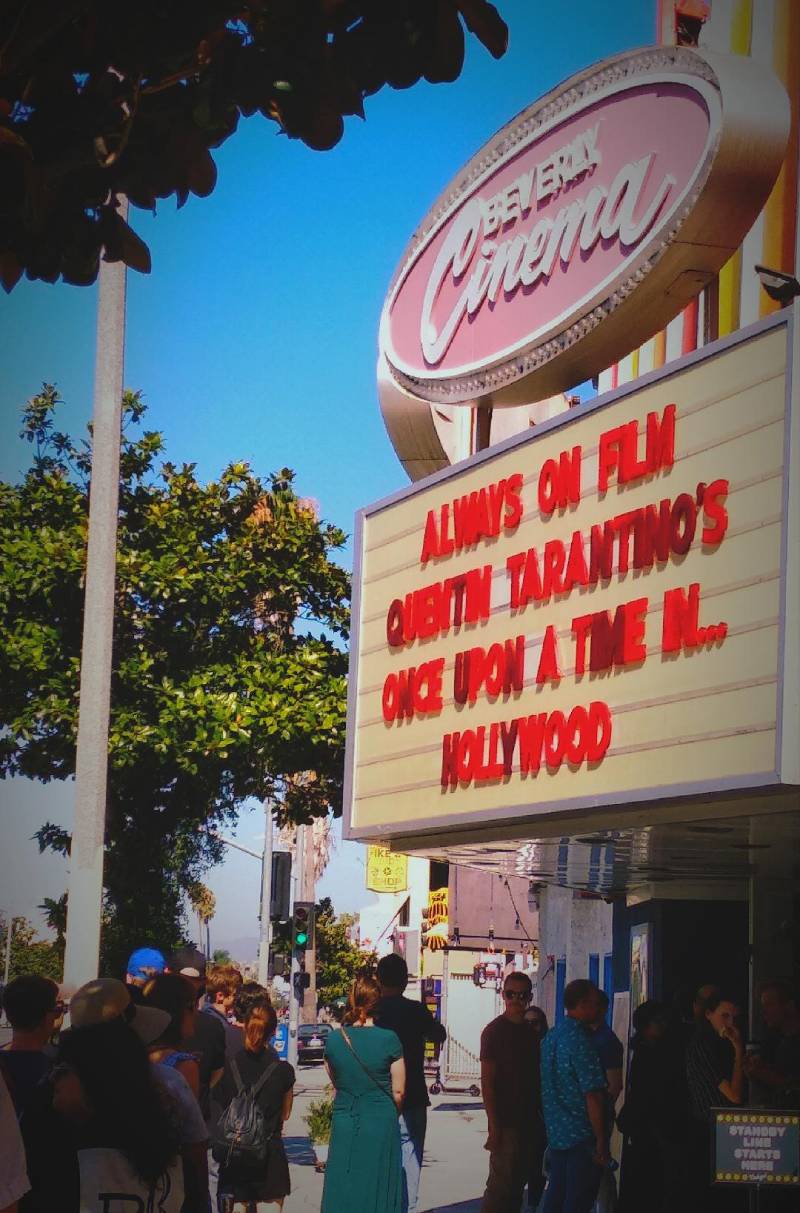 BEVERLY
Cinema
ALWAYS ON FILM
QUENTIN TARANTINO'S
ONCE UPON A TIME IN...
HOLLYWOOD
STANDBY
LINE
STARTS
HERE